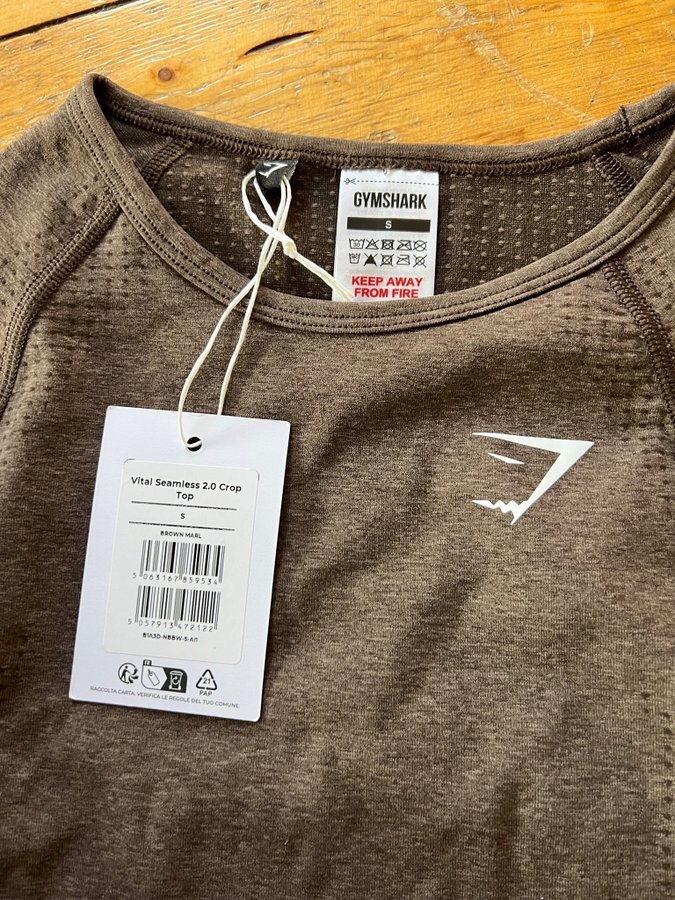 GYMSHARK
S
KEEP AWAY
FROM FIRE
Vital Seamless 2.0 Crop
Top
S
BROWN MARL
5 063167 859534
5 057913 472122
B1A3D-NBBW-S-A11
FR
21
PAP
RACCOLTA CARTA. VERIFICA LE REGOLE DEL TUO COMUNE.